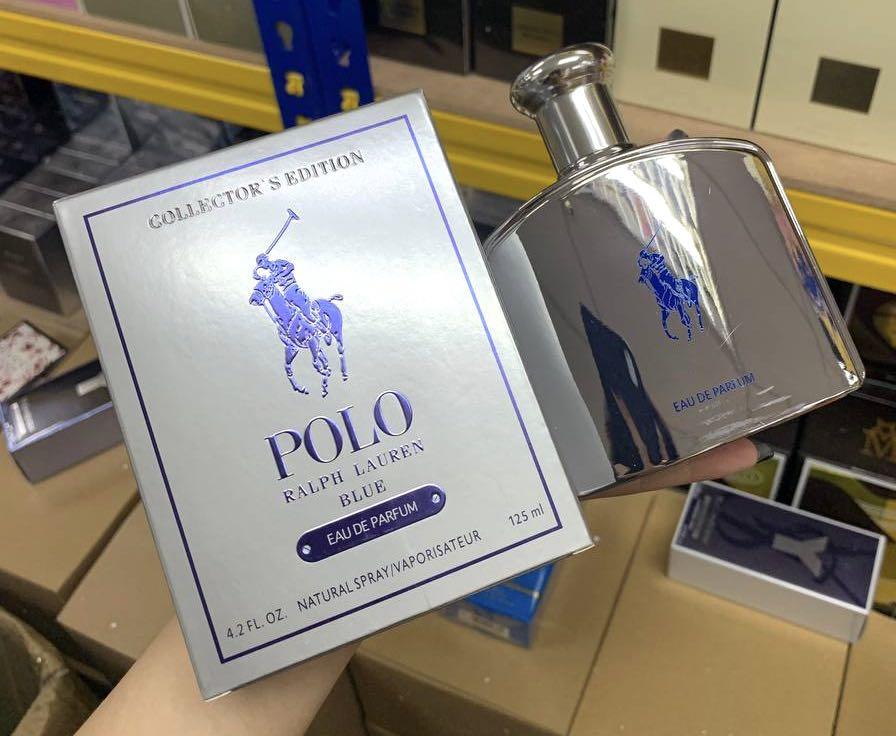 COLLECTOR`S EDITION
POLO
RALPH LAUREN
BLUE
EAU DE PARFUM
4.2 FL. OZ. NATURAL SPRAY/VAPORISATEUR 125 ml
EAU DE PARFUM